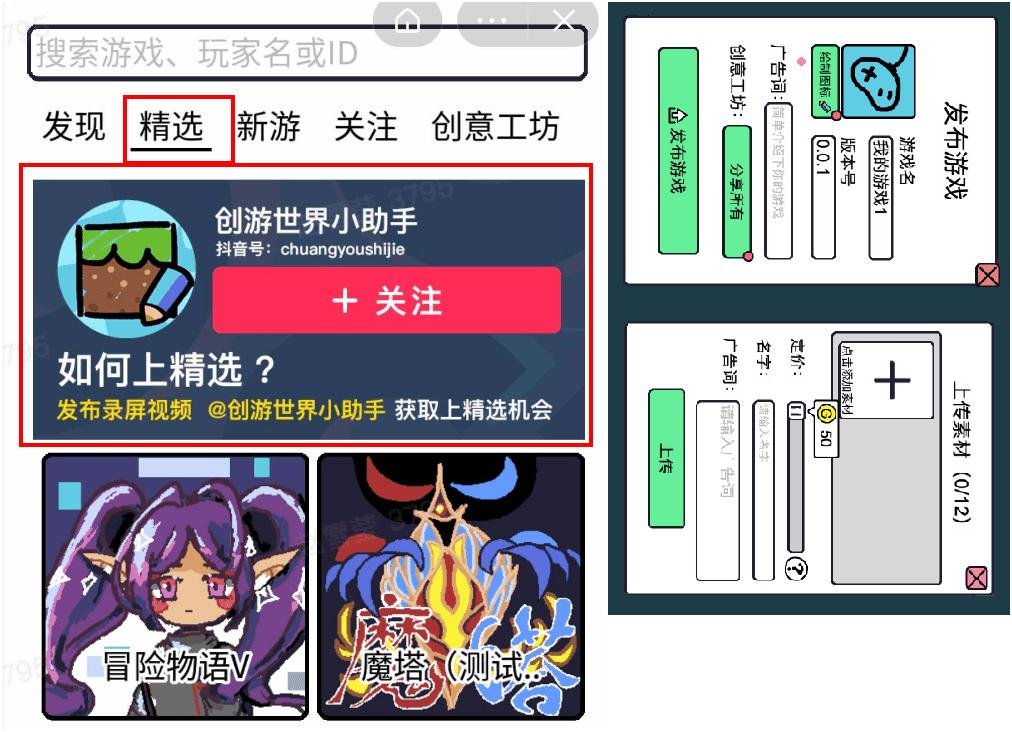 搜索游戏、玩家名或ID
发现 精选 新游 关注 创意工坊
创游世界小助手
抖音号：chuangyoushijie
+ 关注
如何上精选？
发布录屏视频 @创游世界小助手 获取上精选机会
冒险物语V
魔塔
魔塔（测试..
发布游戏
绘制图标
游戏名
我的游戏1
版本号
0.0.1
广告词：
简单介绍下你的游戏
创意工坊：
分享所有
发布游戏
上传素材（0/12）
点击添加素材
定价：
50
?
名字：
请输入名字
广告词：
请输入广告词
上传